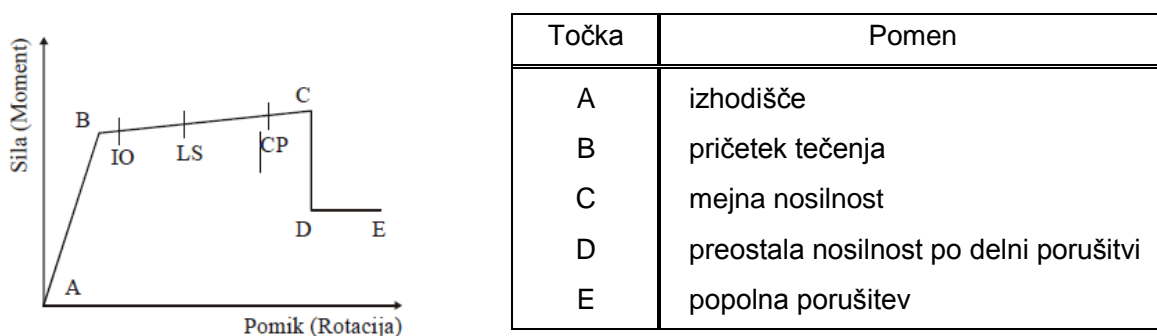 Sila (Moment)
B
IO
LS
CP
C
D
E
A
Pomik (Rotacija)
Točka Pomen
A izhodišče
B pričetek tečenja
C mejna nosilnost
D preostala nosilnost po delni porušitvi
E popolna porušitev